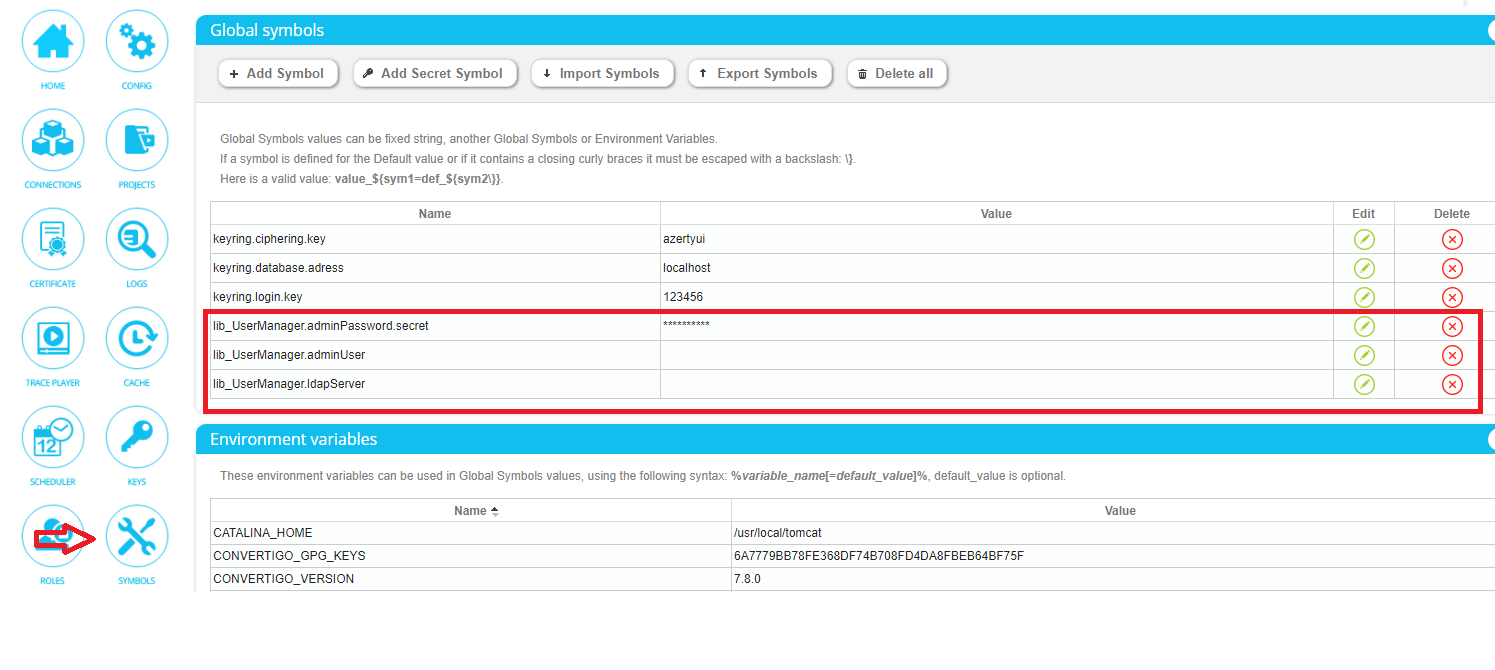 HOME
CONFIG
CONNECTIONS
PROJECTS
CERTIFICATE
LOGS
TRACE PLAYER
CACHE
12
SCHEDULER
KEYS
ROLES
SYMBOLS
Global symbols
+ Add Symbol
Add Secret Symbol
Import Symbols
Export Symbols
Delete all
Global Symbols values can be fixed string, another Global Symbols or Environment Variables.
If a symbol is defined for the Default value or if it contains a closing curly braces it must be escaped with a backslash: \}.
Here is a valid value: value_${sym1=def_${sym2\}}.
Name Value Edit Delete
keyring.ciphering.key azertyui
keyring.database.adress localhost
keyring.login.key 123456
lib_UserManager.adminPassword.secret **********
lib_UserManager.adminUser
lib_UserManager.ldapServer
Environment variables
These environment variables can be used in Global Symbols values, using the following syntax: %variable_name[=default_value]%, default_value is optional.
Name Value
CATALINA_HOME /usr/local/tomcat
CONVERTIGO_GPG_KEYS 6A7779BB78FE368DF74B708FD4DA8FBEB64BF75F
CONVERTIGO_VERSION 7.8.0